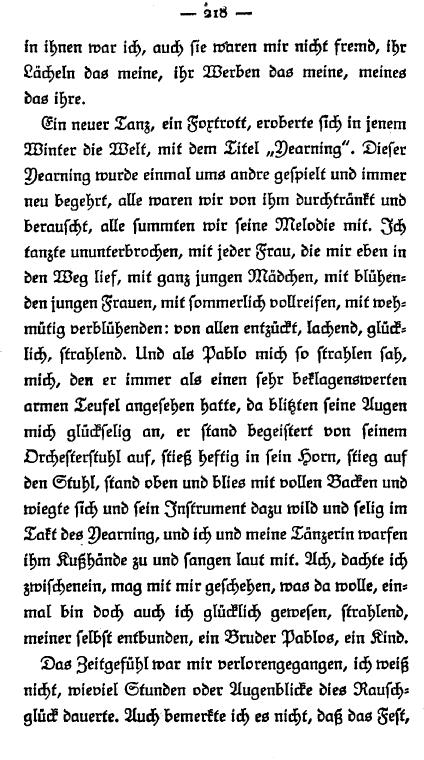 — 218 —
in ihnen war ich, auch sie waren mir nicht fremd, ihr
Lächeln das meine, ihr Werben das meine, meines
das ihre.
Ein neuer Tanz, ein Foxtrott, eroberte sich in jenem
Winter die Welt, mit dem Titel „Yearning“. Dieser
Yearning wurde einmal ums andre gespielt und immer
neu begehrt, alle waren wir von ihm durchtränkt und
berauscht, alle summten wir seine Melodie mit. Ich
tanzte ununterbrochen, mit jeder Frau, die mir eben in
den Weg lief, mit ganz jungen Mädchen, mit blühen-
den jungen Frauen, mit sommerlich vollreifen, mit weh-
mütig verblühenden: von allen entzückt, lachend, glück-
lich, strahlend. Und als Pablo mich so strahlen sah,
mich, den er immer als einen sehr beklagenswerten
armen Teufel angesehen hatte, da blitzten seine Augen
mich glückselig an, er stand begeistert von seinem
Orchesterstuhl auf, stieß heftig in sein Horn, stieg auf
den Stuhl, stand oben und blies mit vollen Backen und
wiegte sich und sein Instrument dazu wild und selig im
Takt des Yearning, und ich und meine Tänzerin warfen
ihm Kußhände zu und sangen laut mit. Ach, dachte ich
zwischenein, mag mit mir geschehen, was da wolle, ein-
mal bin doch auch ich glücklich gewesen, strahlend,
meiner selbst entbunden, ein Bruder Pablos, ein Kind.
Das Zeitgefühl war mir verlorengegangen, ich weiß
nicht, wieviel Stunden oder Augenblicke dies Rausch-
glück dauerte. Auch bemerkte ich es nicht, daß das Fest,